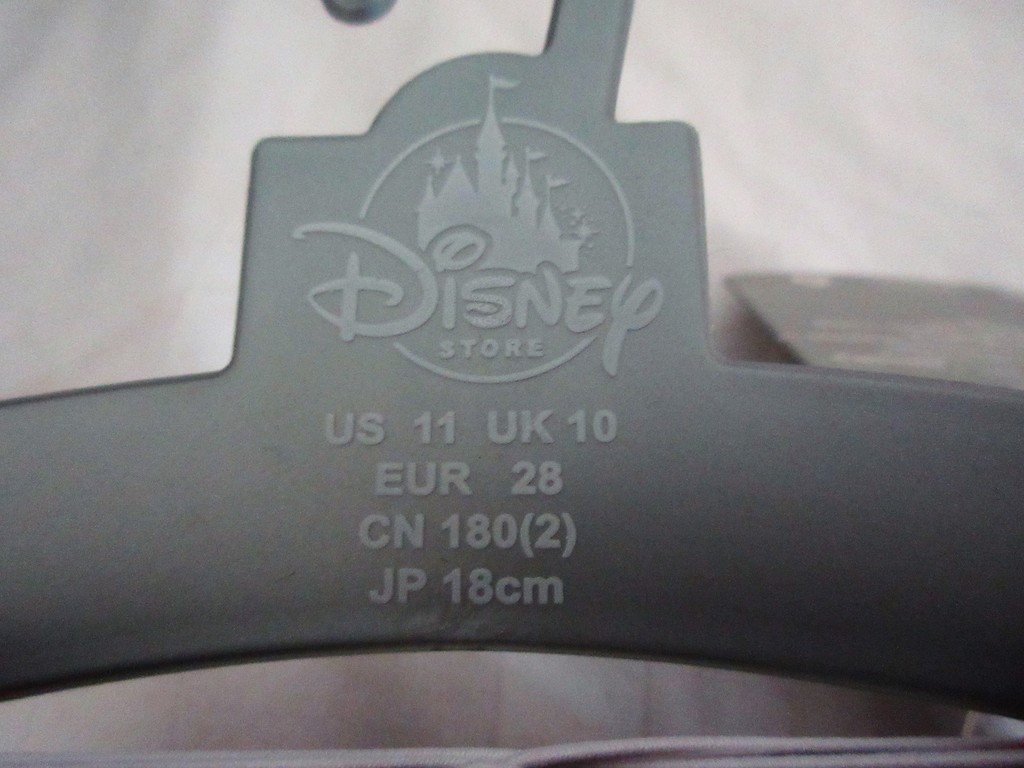 Disney
STORE
US 11 UK 10
EUR 28
CN 180(2)
JP 18cm